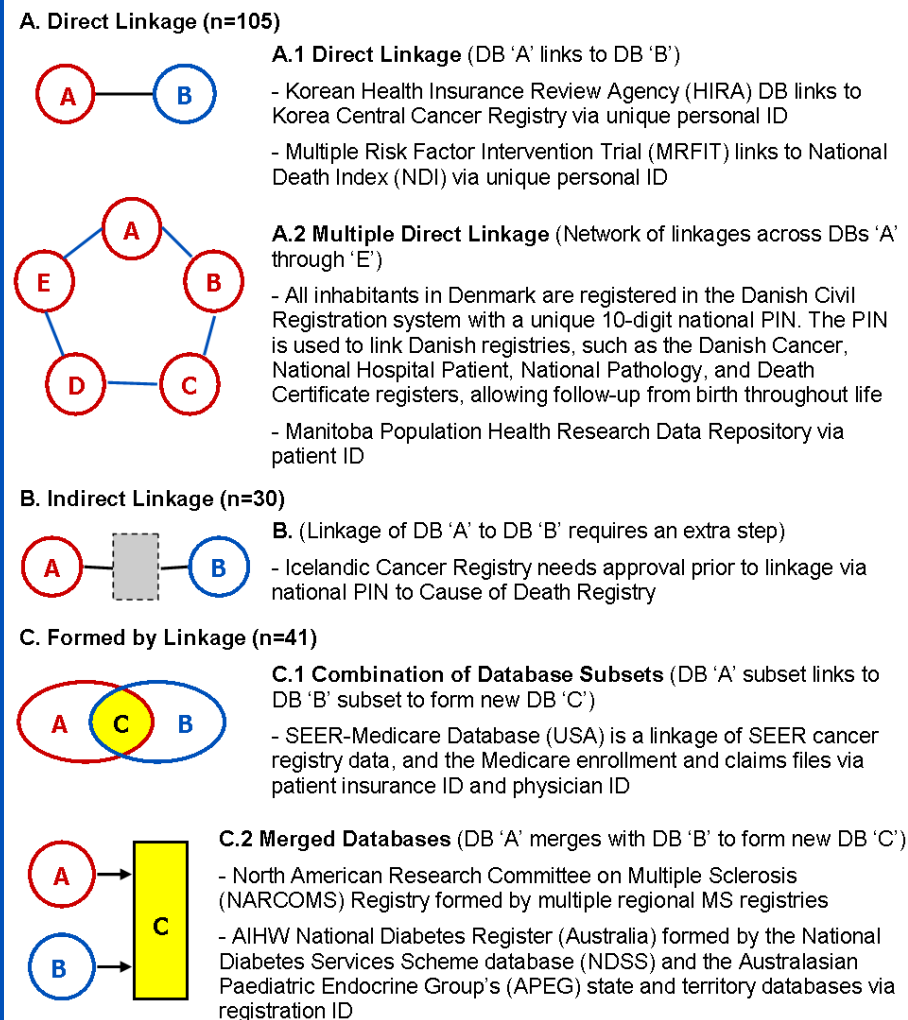 A. Direct Linkage (n=105)
A
B
A.1 Direct Linkage (DB ‘A’ links to DB ‘B’)
- Korean Health Insurance Review Agency (HIRA) DB links to
Korea Central Cancer Registry via unique personal ID
- Multiple Risk Factor Intervention Trial (MRFIT) links to National
Death Index (NDI) via unique personal ID
A
E
B
D
C
A.2 Multiple Direct Linkage (Network of linkages across DBs ‘A’
through ‘E’)
- All inhabitants in Denmark are registered in the Danish Civil
Registration system with a unique 10-digit national PIN. The PIN
is used to link Danish registries, such as the Danish Cancer,
National Hospital Patient, National Pathology, and Death
Certificate registers, allowing follow-up from birth throughout life
- Manitoba Population Health Research Data Repository via
patient ID
B. Indirect Linkage (n=30)
A
B
B. (Linkage of DB ‘A’ to DB ‘B’ requires an extra step)
- Icelandic Cancer Registry needs approval prior to linkage via
national PIN to Cause of Death Registry
C. Formed by Linkage (n=41)
A
C
B
C.1 Combination of Database Subsets (DB ‘A’ subset links to
DB ‘B’ subset to form new DB ‘C’)
- SEER-Medicare Database (USA) is a linkage of SEER cancer
registry data, and the Medicare enrollment and claims files via
patient insurance ID and physician ID
A
B
C
C.2 Merged Databases (DB ‘A’ merges with DB ‘B’ to form new DB ‘C’)
- North American Research Committee on Multiple Sclerosis
(NARCOMS) Registry formed by multiple regional MS registries
- AIHW National Diabetes Register (Australia) formed by the National
Diabetes Services Scheme database (NDSS) and the Australasian
Paediatric Endocrine Group’s (APEG) state and territory databases via
registration ID